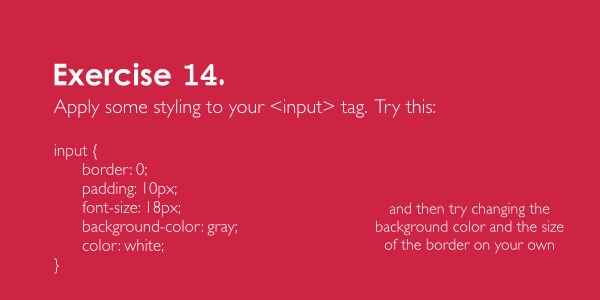 Exercise 14.
Apply some styling to your <input> tag. Try this:
input {
border: 0;
padding: 10px;
font-size: 18px;
background-color: gray;
color: white;
}
and then try changing the
background color and the size
of the border on your own